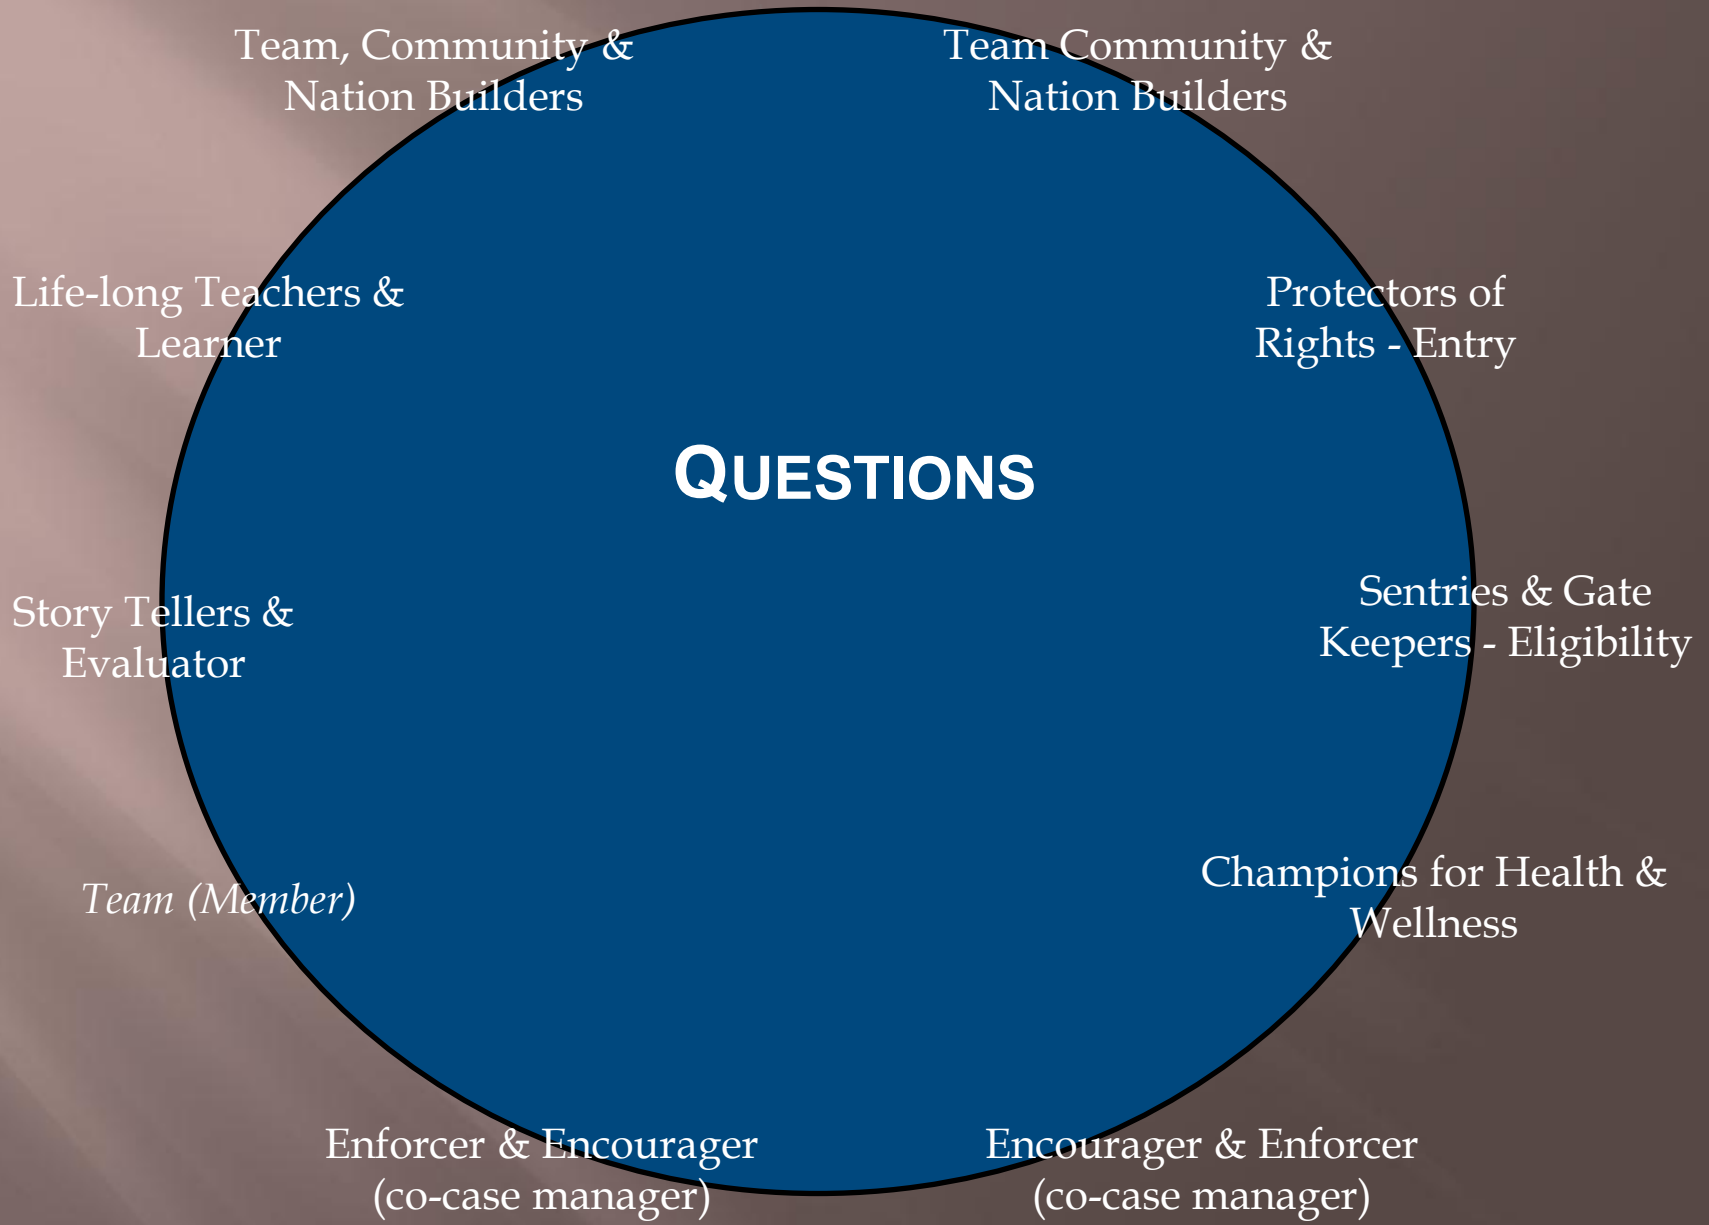 Team, Community &
Nation Builders
Team Community &
Nation Builders
Life-long Teachers &
Learner
Protectors of
Rights - Entry
QUESTIONS
Story Tellers &
Evaluator
Sentries & Gate
Keepers - Eligibility
Team (Member)
Champions for Health &
Wellness
Enforcer & Encourager
(co-case manager)
Encourager & Enforcer
(co-case manager)